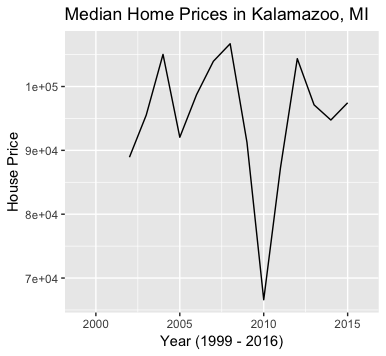 Median Home Prices in Kalamazoo, MI
1e+05
9e+04
8e+04
7e+04
House Price
2000 2005 2010 2015
Year (1999 - 2016)